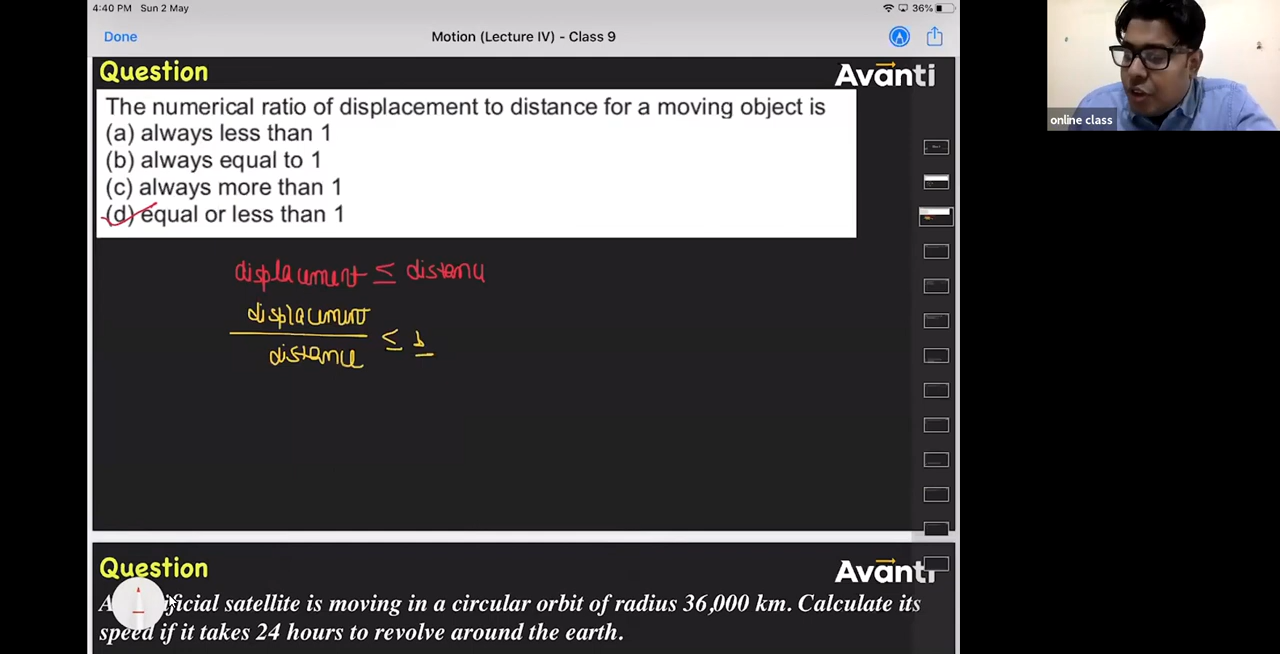 4:40 PM Sun 2 May
36%
Done
Motion (Lecture IV) - Class 9
Question
Avanti
The numerical ratio of displacement to distance for a moving object is
(a) always less than 1
(b) always equal to 1
(c) always more than 1
(d) equal or less than 1
online class
displacement ≤ distance
displacement
distance
≤ 1
Question
Avanti
satellite is moving in a circular orbit of radius 36,000 km. Calculate its
speed if it takes 24 hours to revolve around the earth.